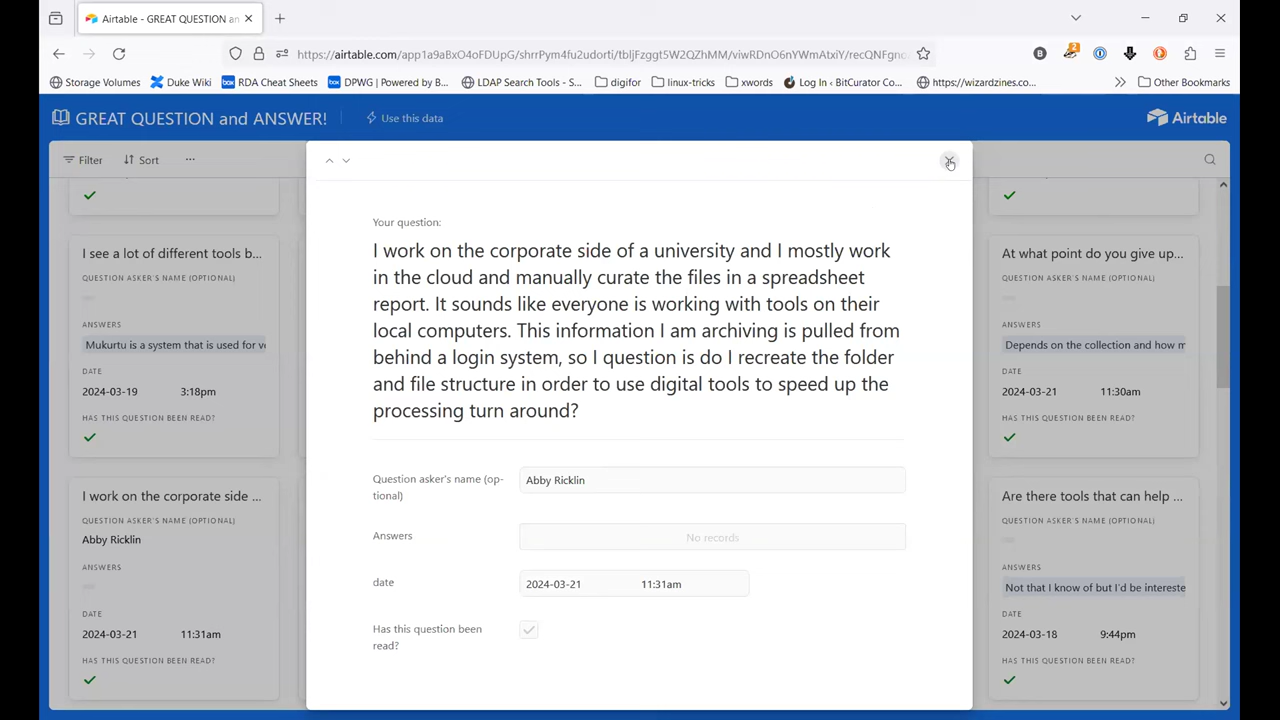 Airtable - GREAT QUESTION an
https://airtable.com/app1a9aBxO4oFDUpG/shrrPym4fu2udorti/tbljFzggt5W2QZhMM/viwRDnO6nYWmAtxiY/recQNFgno
2
Storage Volumes
Duke Wiki
RDA Cheat Sheets
DPWG | Powered by B...
LDAP Search Tools - S...
digifor
linux-tricks
xwords
Log In ‹ BitCurator Co...
https://wizardzines.co...
Other Bookmarks
GREAT QUESTION and ANSWER!
Use this data
Airtable
Filter
Sort
...
I see a lot of different tools b...
QUESTION ASKER'S NAME (OPTIONAL)
ANSWERS
Mukurtu is a system that is used for v
DATE
2024-03-19 3:18pm
HAS THIS QUESTION BEEN READ?
I work on the corporate side ...
QUESTION ASKER'S NAME (OPTIONAL)
Abby Ricklin
ANSWERS
DATE
2024-03-21 11:31am
HAS THIS QUESTION BEEN READ?
Your question:
I work on the corporate side of a university and I mostly work
in the cloud and manually curate the files in a spreadsheet
report. It sounds like everyone is working with tools on their
local computers. This information I am archiving is pulled from
behind a login system, so I question is do I recreate the folder
and file structure in order to use digital tools to speed up the
processing turn around?
Question asker's name (op-
tional)
Abby Ricklin
Answers
No records
date
2024-03-21 11:31am
Has this question been
read?
At what point do you give up...
QUESTION ASKER'S NAME (OPTIONAL)
ANSWERS
Depends on the collection and how m
DATE
2024-03-21 11:30am
HAS THIS QUESTION BEEN READ?
Are there tools that can help ...
QUESTION ASKER'S NAME (OPTIONAL)
ANSWERS
Not that I know of but I'd be intereste
DATE
2024-03-18 9:44pm
HAS THIS QUESTION BEEN READ?